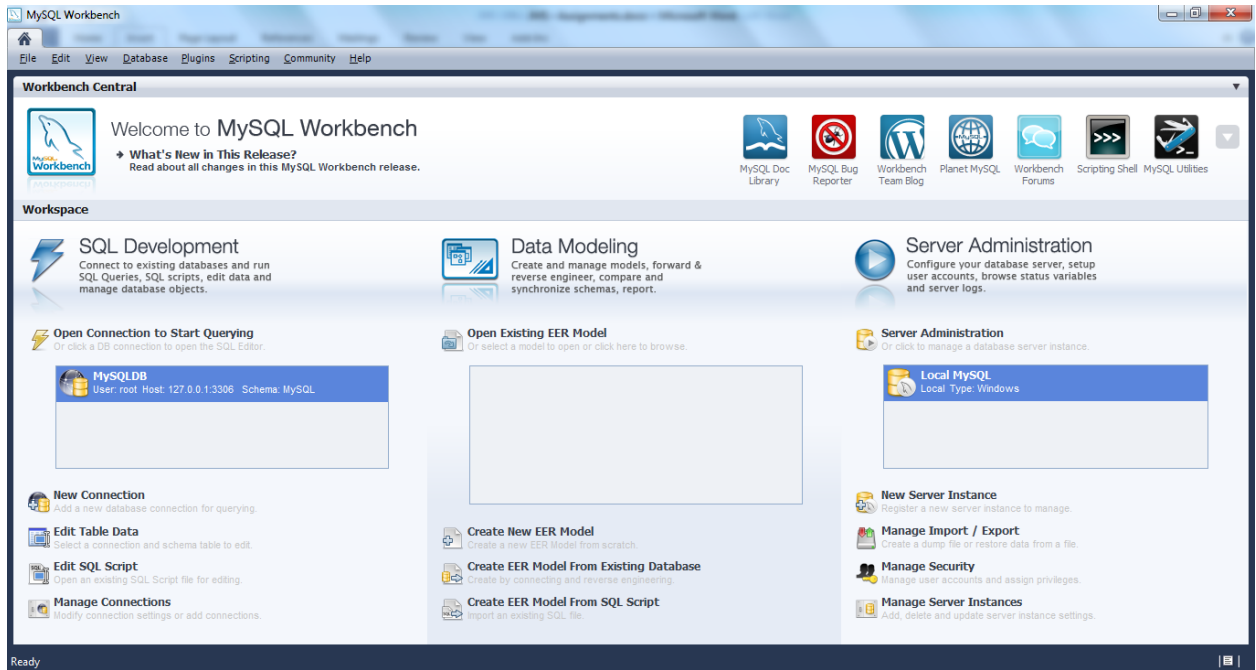 MySQL Workbench
File Edit View Database Plugins Scripting Community Help
Workbench Central
MySQL
Workbench
Welcome to MySQL Workbench
What's New in This Release?
Read about all changes in this MySQL Workbench release.
MySQL Doc
Library
MySQL Bug
Reporter
Workbench
Team Blog
Planet MySQL
Workbench
Forums
Scripting Shell
MySQL Utilities
Workspace
SQL Development
Connect to existing databases and run
SQL Queries, SQL scripts, edit data and
manage database objects.
Open Connection to Start Querying
Or click a DB connection to open the SQL Editor.
MySQLDB
User: root Host: 127.0.0.1:3306 Schema: MySQL
New Connection
Add a new database connection for querying.
Edit Table Data
Select a connection and schema table to edit.
Edit SQL Script
Open an existing SQL Script file for editing.
Manage Connections
Modify connection settings or add connections.
Data Modeling
Create and manage models, forward &
reverse engineer, compare and
synchronize schemas, report.
Open Existing EER Model
Or select a model to open or click here to browse.
Create New EER Model
Create a new EER Model from scratch.
Create EER Model From Existing Database
Create by connecting and reverse engineering.
Create EER Model From SQL Script
Import an existing SQL file.
Server Administration
Configure your database server, setup
user accounts, browse status variables
and server logs.
Server Administration
Or click to manage a database server instance.
Local MySQL
Local Type: Windows
New Server Instance
Register a new server instance to manage.
Manage Import / Export
Create a dump file or restore data from a file.
Manage Security
Manage user accounts and assign privileges.
Manage Server Instances
Add, delete and update server instance settings.
Ready